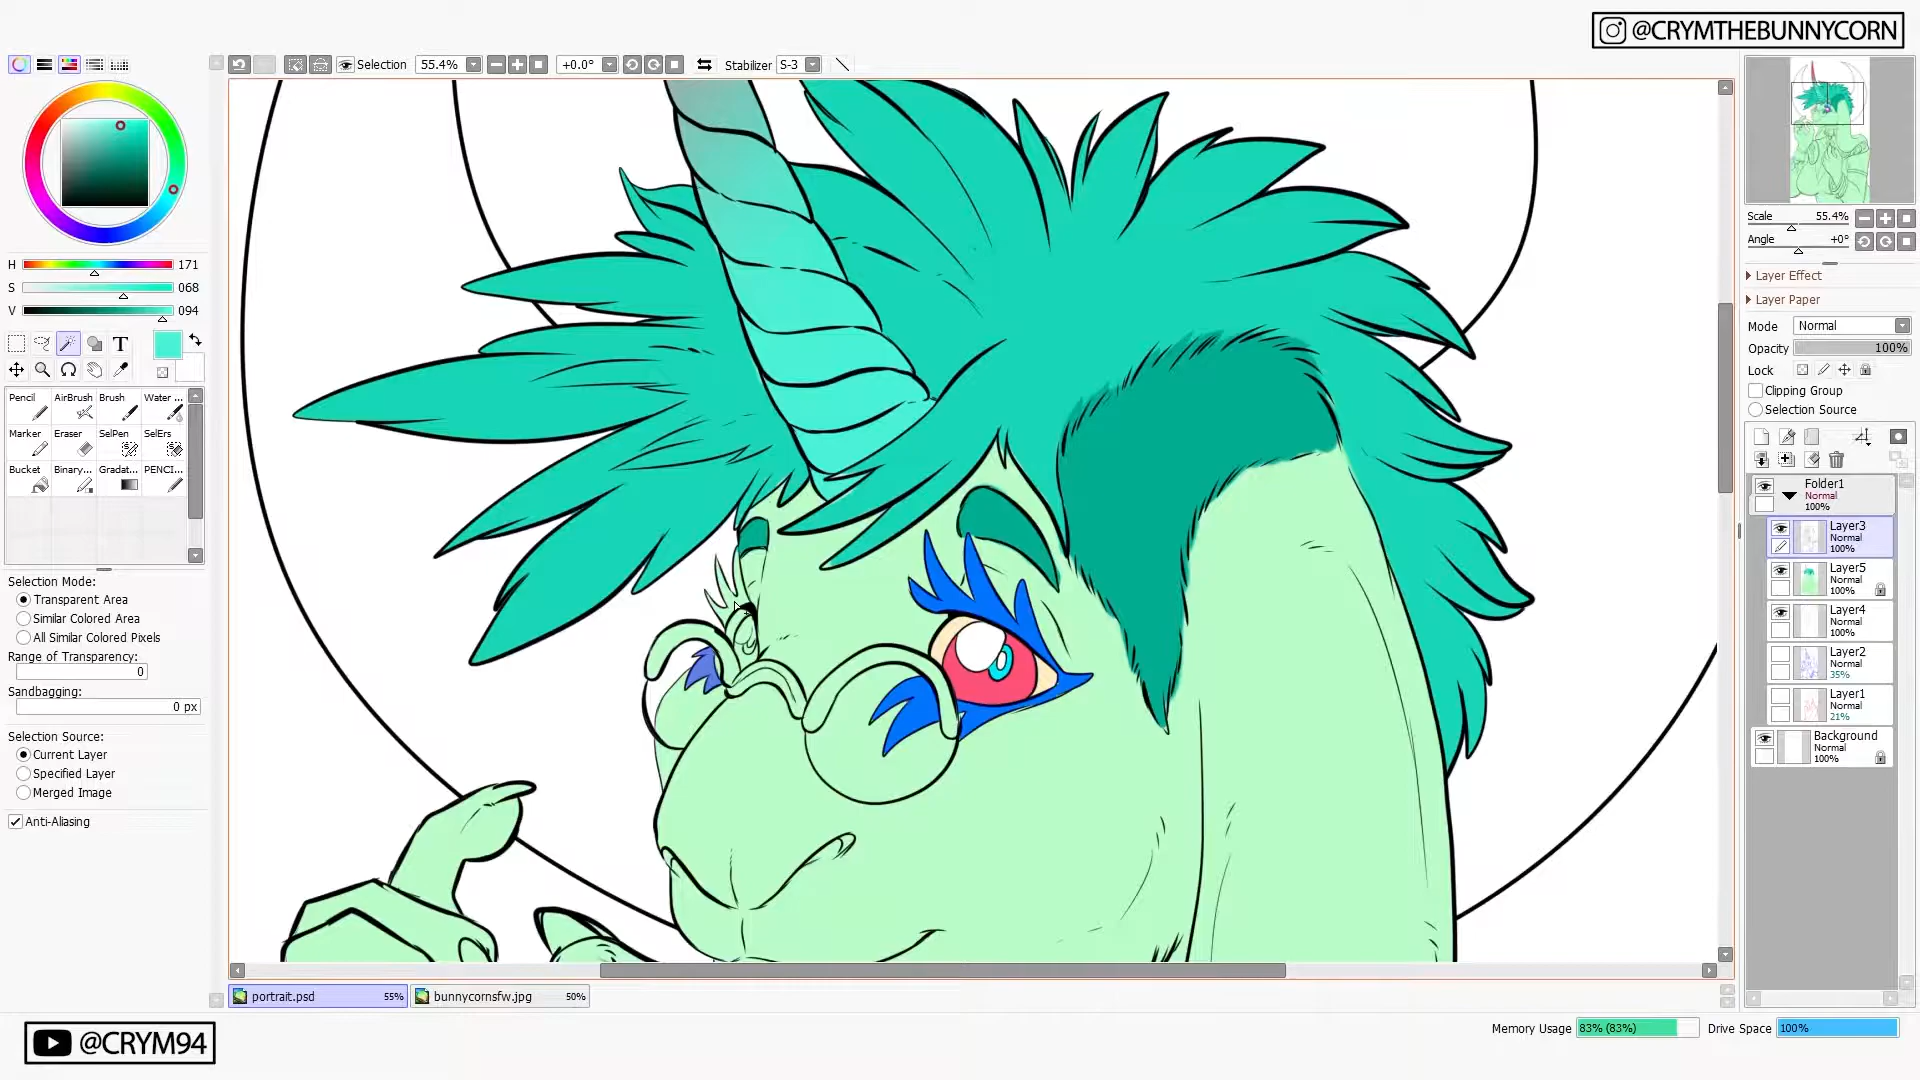 @CRYMTHEBUNNYCORN
Selection 55.4% +0.0° Stabilizer S-3
H 171
S 068
V 094
T
Pencil AirBrush Brush Water ...
Marker Eraser SelPen SelErs
Bucket Binary... Gradat... PENCI...
Selection Mode:
Transparent Area
Similar Colored Area
All Similar Colored Pixels
Range of Transparency:
0
Sandbagging:
0 px
Selection Source:
Current Layer
Specified Layer
Merged Image
Anti-Aliasing
Scale 55.4%
Angle +0°
Layer Effect
Layer Paper
Mode Normal
Opacity 100%
Lock
Clipping Group
Selection Source
Folder1
Normal
100%
Layer3
Normal
100%
Layer5
Normal
100%
Layer4
Normal
100%
Layer2
Normal
35%
Layer1
Normal
21%
Background
Normal
100%
portrait.psd 55% bunnycornsfw.jpg 50%
Memory Usage 83% (83%) Drive Space 100%
@CRYM94